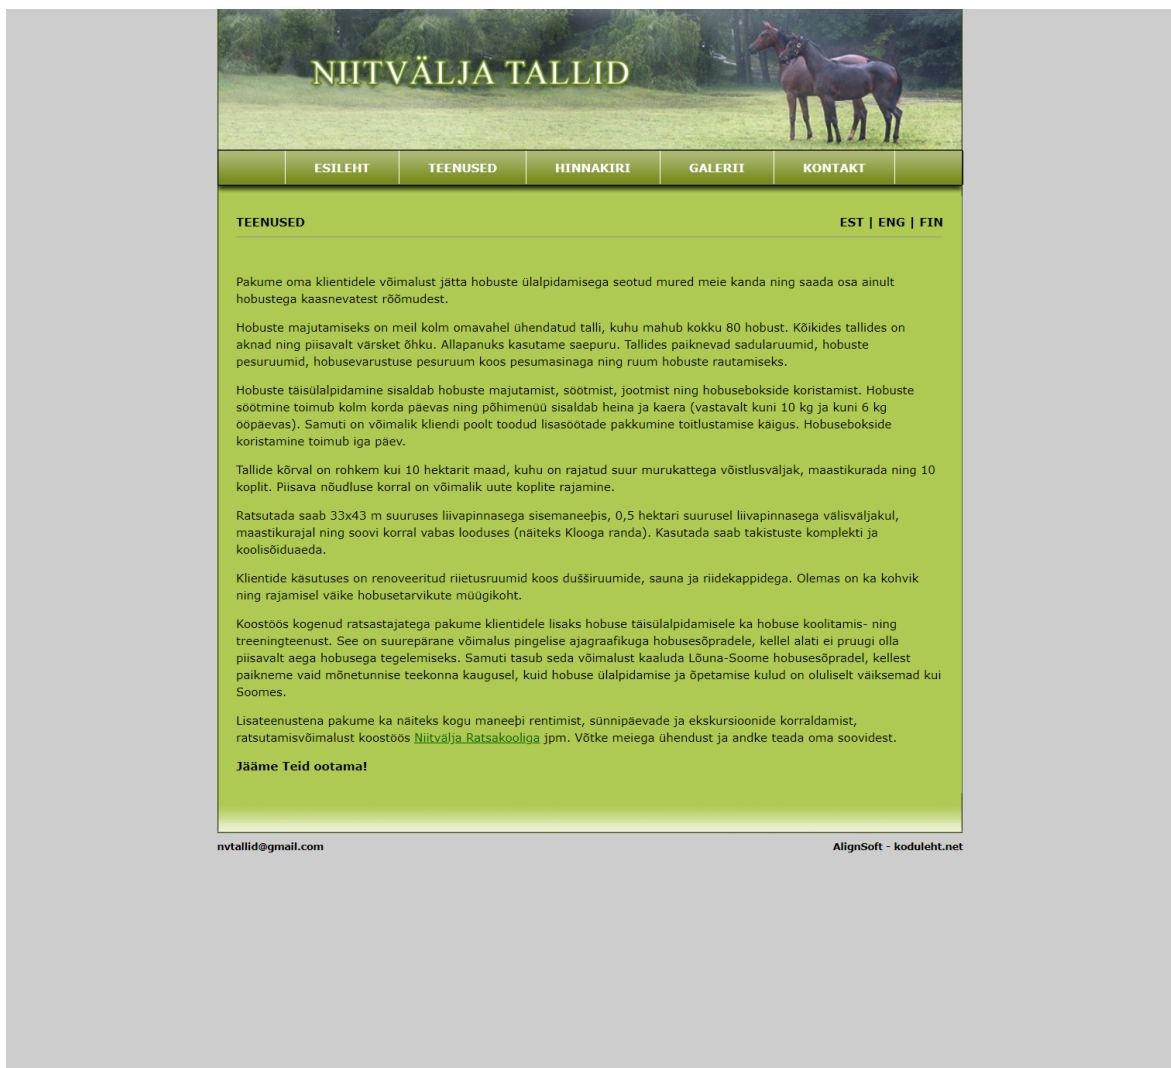 NIITVÄLJA TALLID
ESILEHT TEENUSED HINNAKIRI GALERII KONTAKT
TEENUSED EST | ENG | FIN
Pakume oma klientidele võimalust jätta hobuste ülalpidamisega seotud mured meie kanda ning saada osa ainult
hobustega kaasnevatest rõõmudest.
Hobuste majutamiseks on meil kolm omavahel ühendatud talli, kuhu mahub kokku 80 hobust. Kõikides tallides on
aknad ning piisavalt värsket õhku. Allapanuks kasutame saepuru. Tallides paiknevad sadularuumid, hobuste
pesuruumid, hobusevarustuse pesuruum koos pesumasinaga ning ruum hobuste rautamiseks.
Hobuste täisülalpidamine sisaldab hobuste majutamist, söötmist, jootmist ning hobusebokside koristamist. Hobuste
söötmine toimub kolm korda päevas ning põhimenüü sisaldab heina ja kaera (vastavalt kuni 10 kg ja kuni 6 kg
ööpäevas). Samuti on võimalik kliendi poolt toodud lisasöötade pakkumine toitlustamise käigus. Hobusebokside
koristamine toimub iga päev.
Tallide kõrval on rohkem kui 10 hektarit maad, kuhu on rajatud suur murukattega võistlusväljak, maastikurada ning 10
koplit. Piisava nõudluse korral on võimalik uute koplite rajamine.
Ratsutada saab 33x43 m suuruses liivapinnasega sisemaneeþis, 0,5 hektari suurusel liivapinnasega välisväljakul,
maastikurajal ning soovi korral vabas looduses (näiteks Klooga randa). Kasutada saab takistuste komplekti ja
koolisõiduaeda.
Klientide käsutuses on renoveeritud riietusruumid koos dušširuumide, sauna ja riidekappidega. Olemas on ka kohvik
ning rajamisel väike hobusetarvikute müügikoht.
Koostöös kogenud ratsastajatega pakume klientidele lisaks hobuse täisülalpidamisele ka hobuse koolitamis- ning
treeningteenust. See on suurepärane võimalus pingelise ajagraafikuga hobusesõpradele, kellel alati ei pruugi olla
piisavalt aega hobusega tegelemiseks. Samuti tasub seda võimalust kaaluda Lõuna-Soome hobusesõpradel, kellest
paikneme vaid mõnetunnise teekonna kaugusel, kuid hobuse ülalpidamise ja õpetamise kulud on oluliselt väiksemad kui
Soomes.
Lisateenustena pakume ka näiteks kogu maneeþi rentimist, sünnipäevade ja ekskursioonide korraldamist,
ratsutamisvõimalust koostöös Niitvälja Ratsakooliga jpm. Võtke meiega ühendust ja andke teada oma soovidest.
Jääme Teid ootama!
nvtallid@gmail.com AlignSoft - koduleht.net